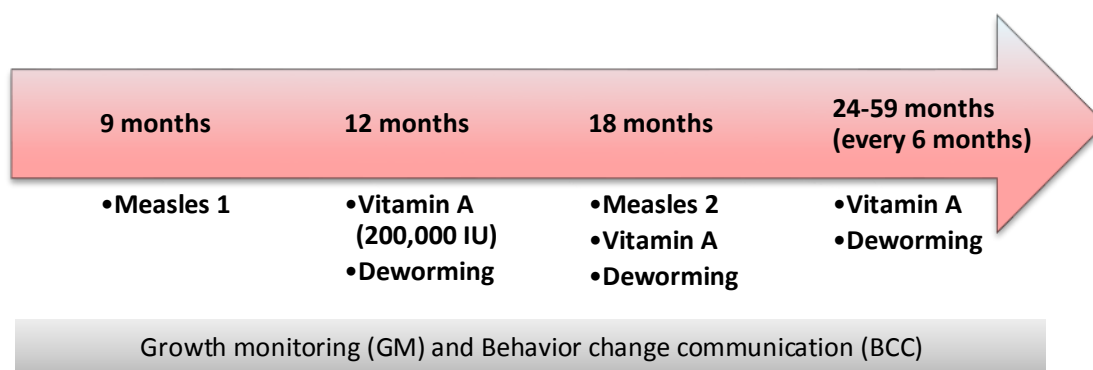 9 months
•Measles 1
12 months
•Vitamin A
(200,000 IU)
•Deworming
18 months
•Measles 2
•Vitamin A
•Deworming
24-59 months
(every 6 months)
•Vitamin A
•Deworming
Growth monitoring (GM) and Behavior change communication (BCC)